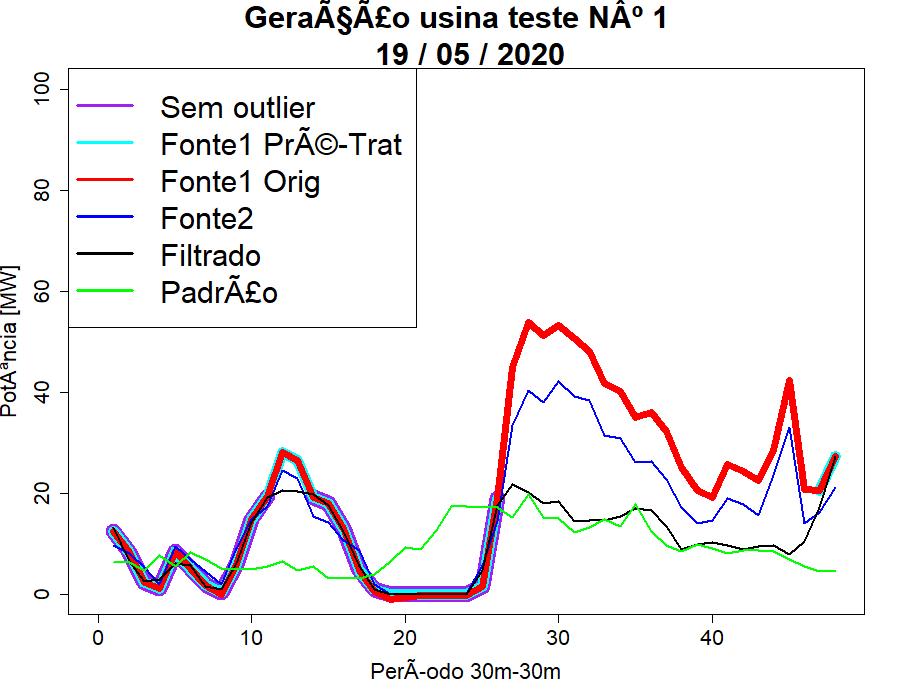 GeraÃ§Ã£o usina teste NÂº 1
19 / 05 / 2020
Sem outlier
Fonte1 PrÃ©-Trat
Fonte1 Orig
Fonte2
Filtrado
PadrÃ£o
PotÃªncia [MW]
100
80
60
40
20
0
0
10
20
30
40
PerÃ­-odo 30m-30m